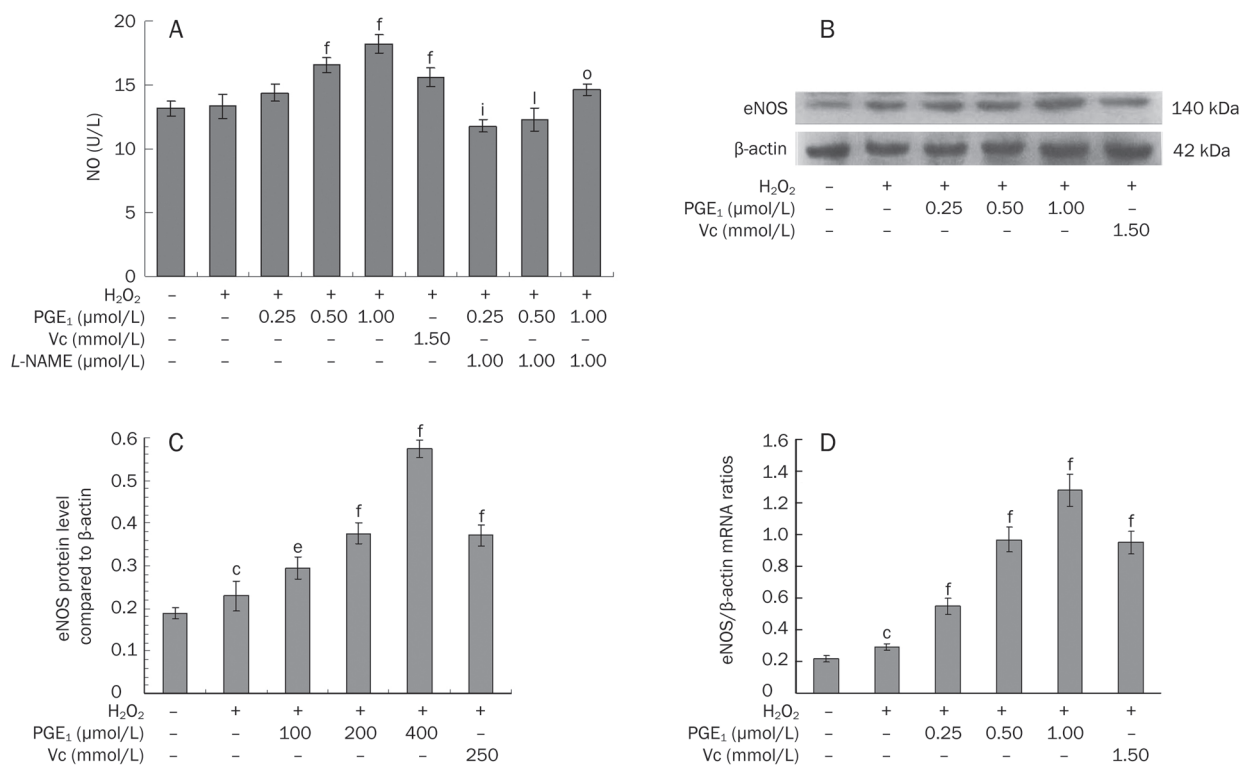 A
20
15
10
5
0
NO (U/L)
f
f
f
i
l
o
H₂O₂ – + + + + + + + +
PGE₁ (μmol/L) – – 0.25 0.50 1.00 – 0.25 0.50 1.00
Vc (mmol/L) – – – – – 1.50 – – –
L-NAME (μmol/L) – – – – – – 1.00 1.00 1.00
B
eNOS 140 kDa
β-actin 42 kDa
H₂O₂ – + + + + +
PGE₁ (μmol/L) – – 0.25 0.50 1.00 –
Vc (mmol/L) – – – – – 1.50
C
0.6
0.5
0.4
0.3
0.2
0.1
0
eNOS protein level
compared to β-actin
c
e
f
f
f
H₂O₂ – + + + + +
PGE₁ (μmol/L) – – 100 200 400 –
Vc (mmol/L) – – – – – 250
D
1.6
1.4
1.2
1.0
0.8
0.6
0.4
0.2
0
eNOS/β-actin mRNA ratios
c
f
f
f
f
H₂O₂ – + + + + +
PGE₁ (μmol/L) – – 0.25 0.50 1.00 –
Vc (mmol/L) – – – – – 1.50